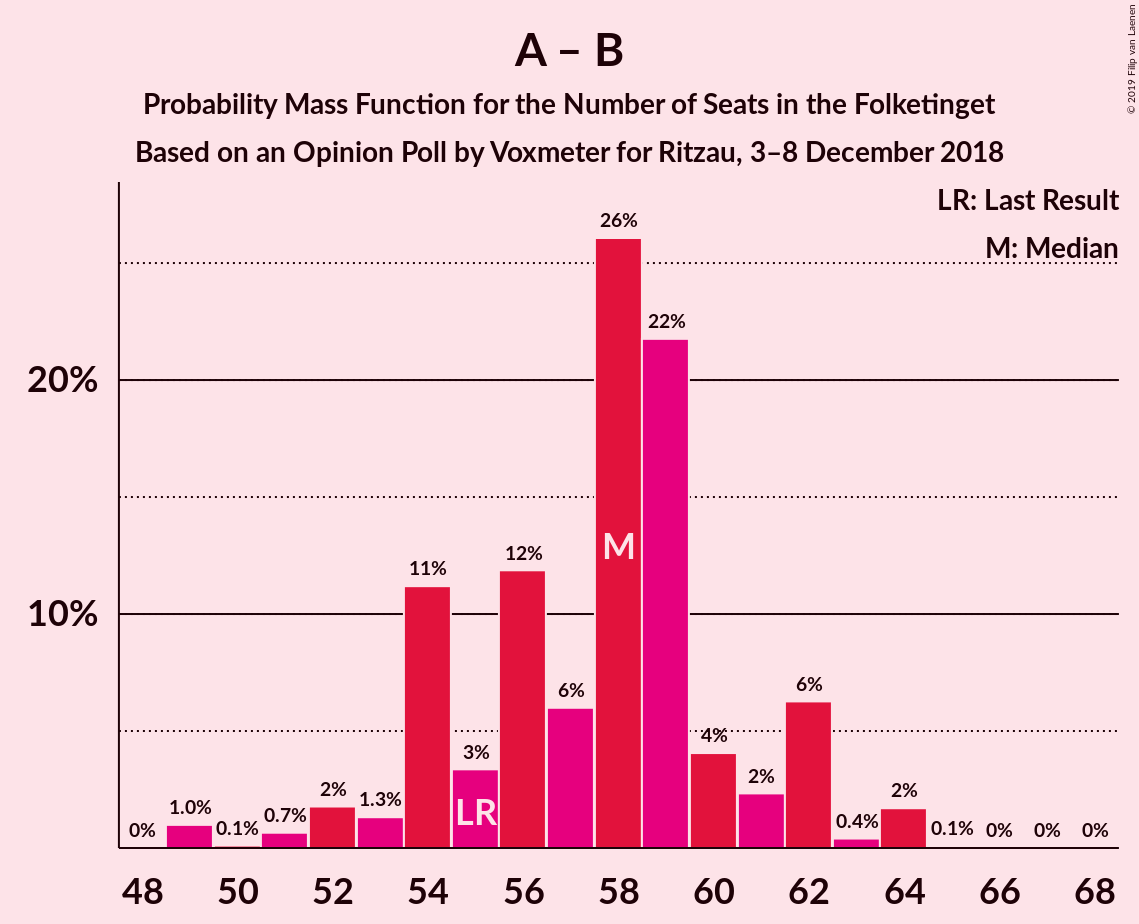 A – B
Probability Mass Function for the Number of Seats in the Folketinget
Based on an Opinion Poll by Voxmeter for Ritzau, 3–8 December 2018
© 2019 Filip van Laenen
LR: Last Result
M: Median
20%
10%
0%
1.0%
0.1%
0.7%
2%
1.3%
11%
3%
12%
6%
26%
22%
4%
2%
6%
0.4%
2%
0.1%
0%
0%
0%
LR
M
48 50 52 54 56 58 60 62 64 66 68